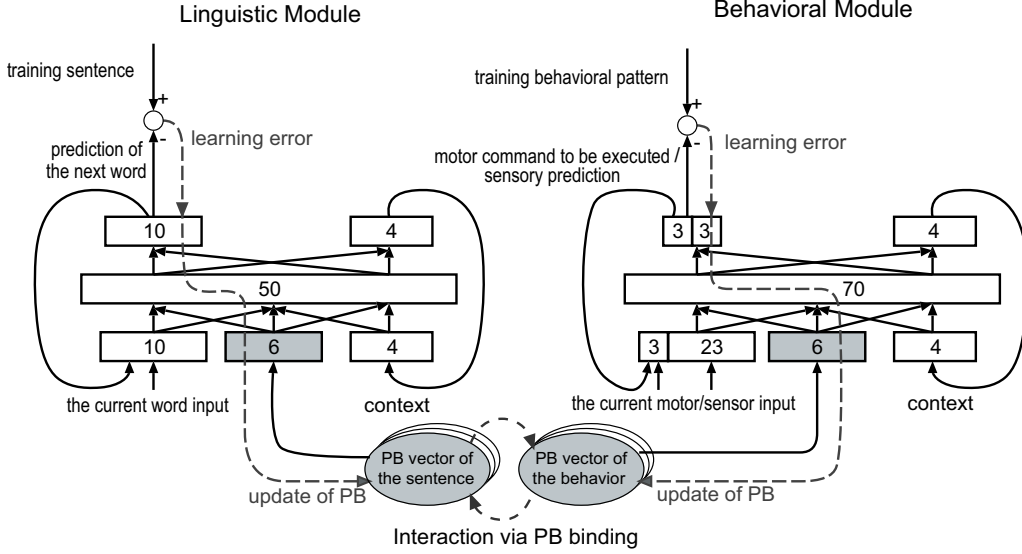 Linguistic Module
Behavioral Module
training sentence
+
-
learning error
prediction of
the next word
10
4
50
10
6
4
the current word input
context
training behavioral pattern
+
-
learning error
motor command to be executed /
sensory prediction
3
3
4
70
3
23
6
4
the current motor/sensor input
context
PB vector of
the sentence
PB vector of
the behavior
update of PB
update of PB
Interaction via PB binding